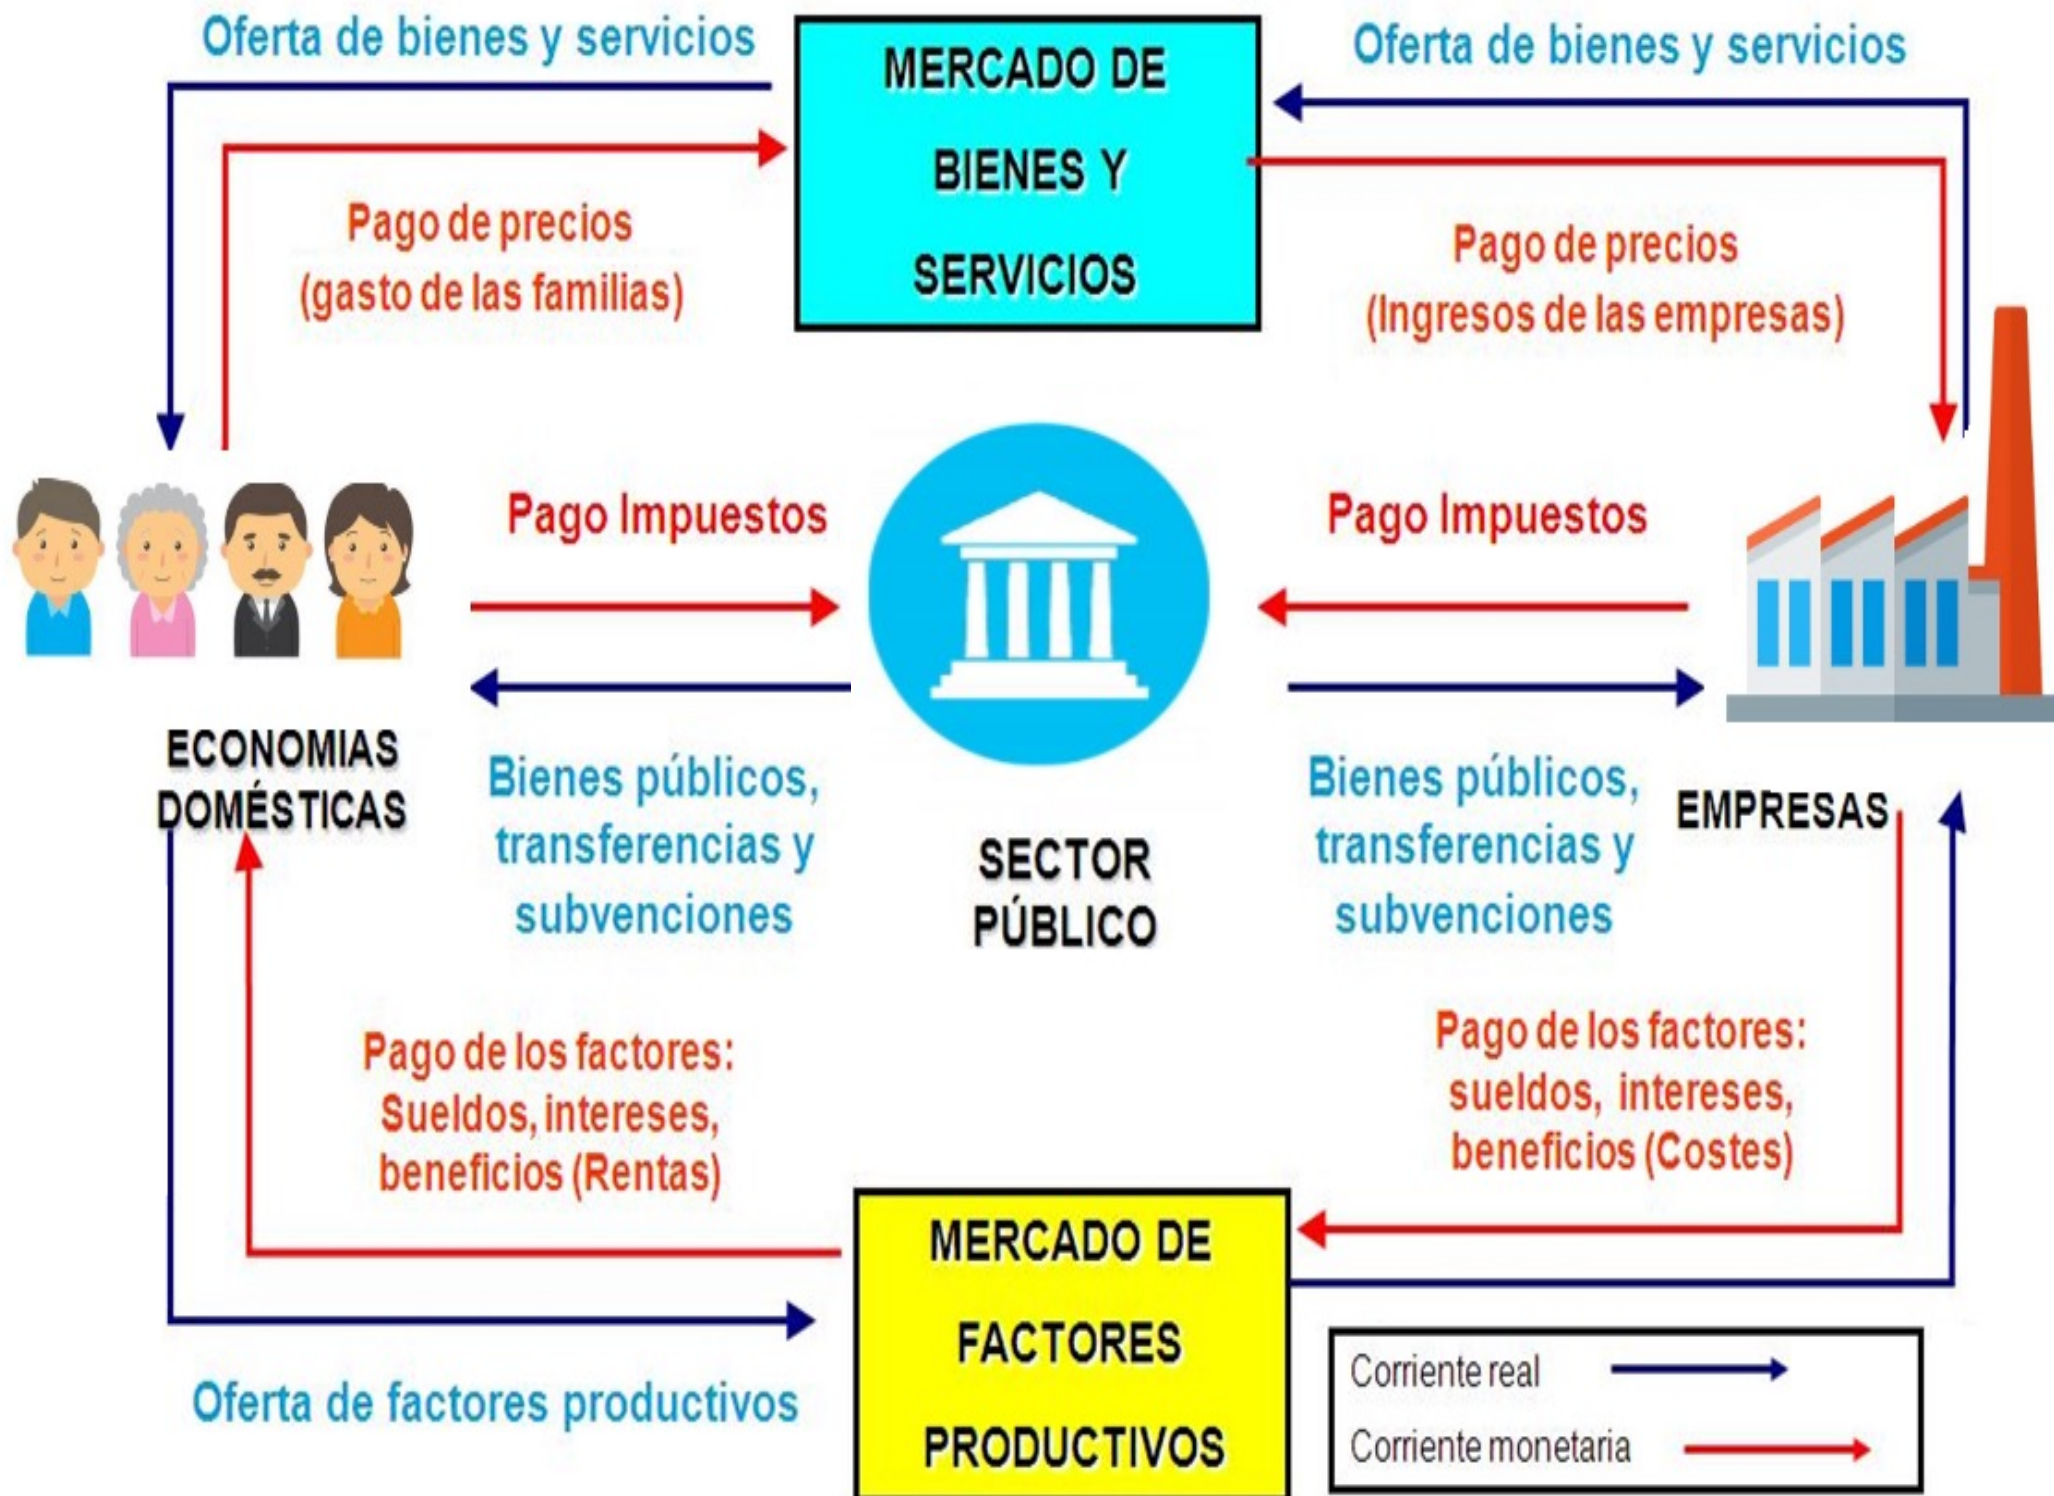 Oferta de bienes y servicios
MERCADO DE
BIENES Y
SERVICIOS
Oferta de bienes y servicios
Pago de precios
(gasto de las familias)
Pago de precios
(Ingresos de las empresas)
Pago Impuestos
Pago Impuestos
ECONOMIAS
DOMÉSTICAS
Bienes públicos,
transferencias y
subvenciones
SECTOR
PÚBLICO
Bienes públicos,
transferencias y
subvenciones
EMPRESAS
Pago de los factores:
Sueldos, intereses,
beneficios (Rentas)
Pago de los factores:
sueldos, intereses,
beneficios (Costes)
MERCADO DE
FACTORES
PRODUCTIVOS
Oferta de factores productivos
Corriente real
Corriente monetaria